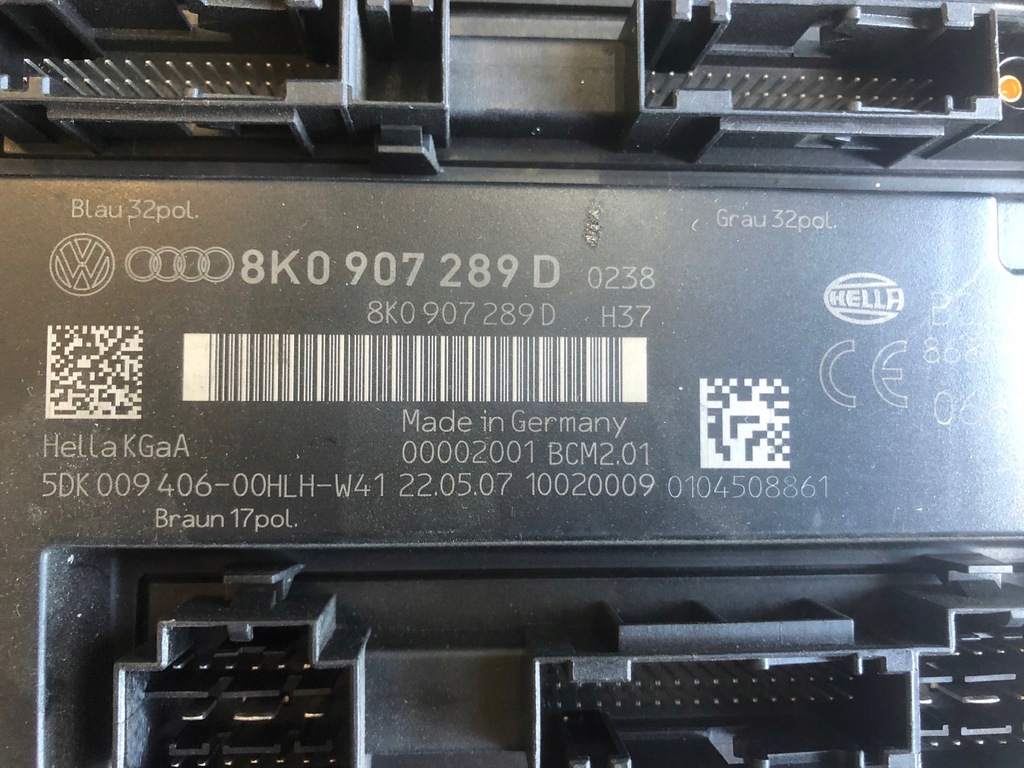 Blau 32pol.
Grau 32pol.
8K0 907 289 D 0238
8K0 907 289 D H37
HELLA
CE
Made in Germany
Hella KGaA
00002001 BCM2.01
5DK 009 406-00HLH-W41 22.05.07 10020009 0104508861
Braun 17pol.